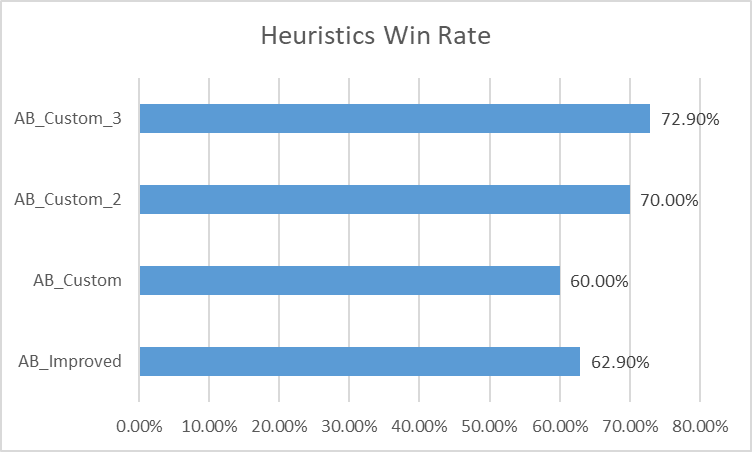 Heuristics Win Rate
AB_Custom_3 72.90%
AB_Custom_2 70.00%
AB_Custom 60.00%
AB_Improved 62.90%
0.00% 10.00% 20.00% 30.00% 40.00% 50.00% 60.00% 70.00% 80.00%